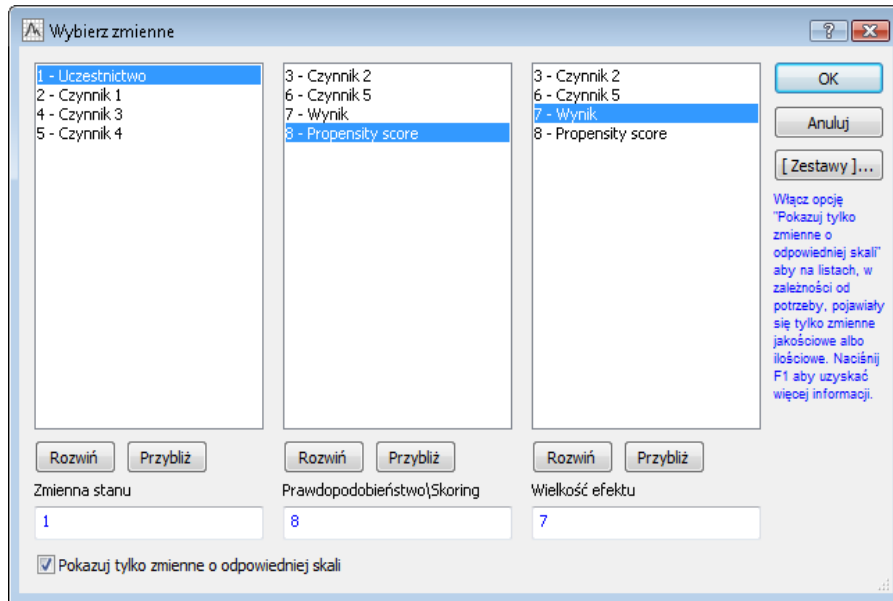 Wybierz zmienne
1 - Uczestnictwo
2 - Czynnik 1
4 - Czynnik 3
5 - Czynnik 4
3 - Czynnik 2
6 - Czynnik 5
7 - Wynik
8 - Propensity score
3 - Czynnik 2
6 - Czynnik 5
7 - Wynik
8 - Propensity score
OK
Anuluj
[ Zestawy ]...
Włącz opcję
"Pokazuj tylko
zmienne o
odpowiedniej skali"
aby na listach, w
zależności od
potrzeby, pojawiały
się tylko zmienne
jakościowe albo
ilościowe. Naciśnij
F1 aby uzyskać
więcej informacji.
Rozwiń Przybliż Rozwiń Przybliż Rozwiń Przybliż
Zmienna stanu Prawdopodobieństwo\Skoring Wielkość efektu
1 8 7
Pokazuj tylko zmienne o odpowiedniej skali